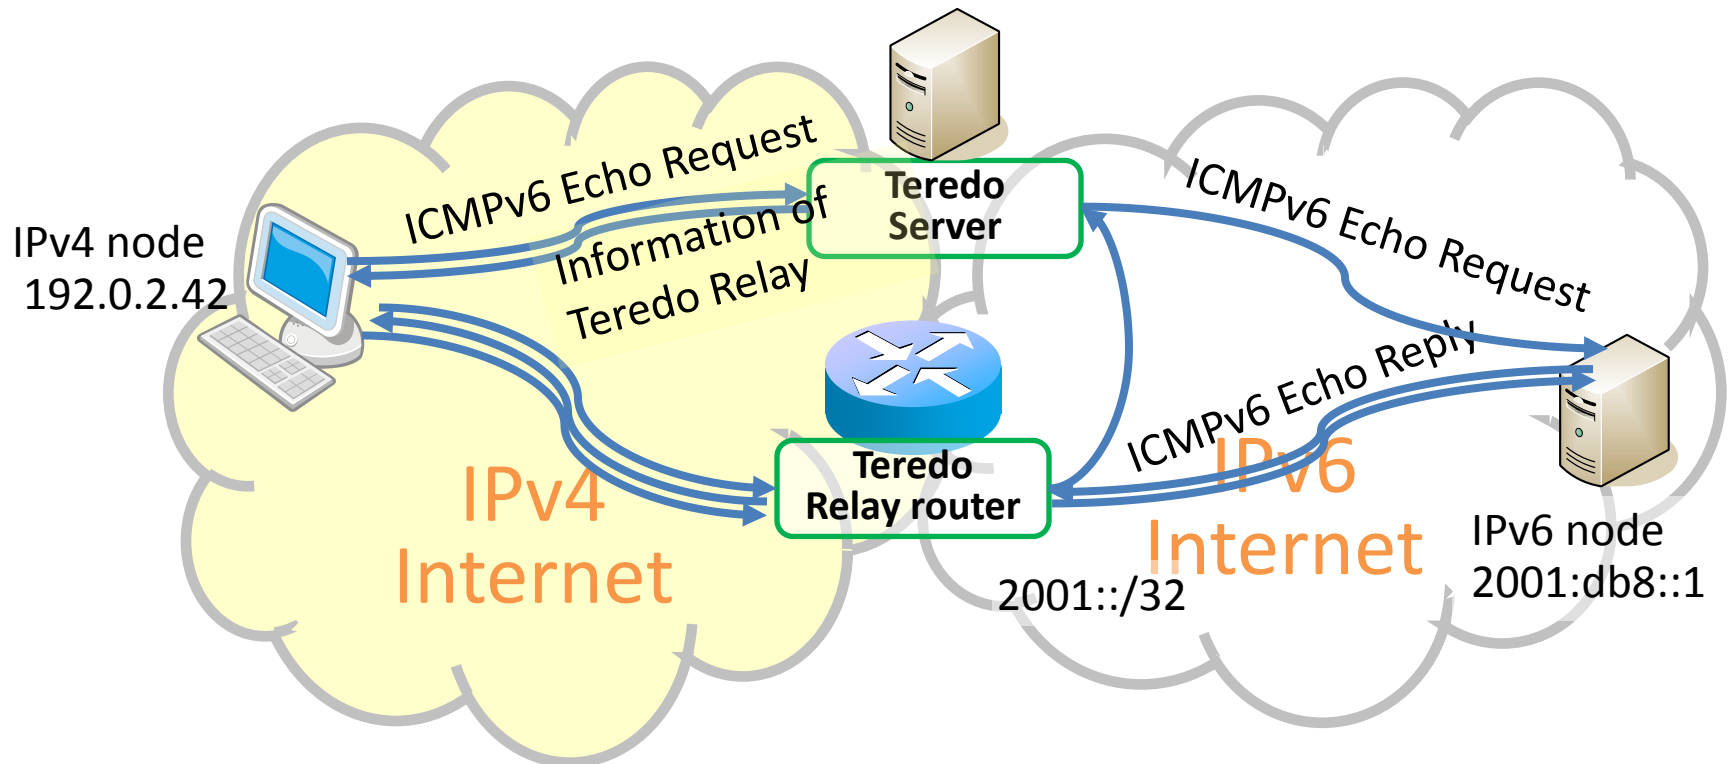 ICMPv6 Echo Request
Information of
Teredo Relay
Teredo
Server
ICMPv6 Echo Request
IPv4 node
192.0.2.42
ICMPv6 Echo Reply
Teredo
Relay router
IPv4
Internet
IPv6
Internet
2001::/32
IPv6 node
2001:db8::1